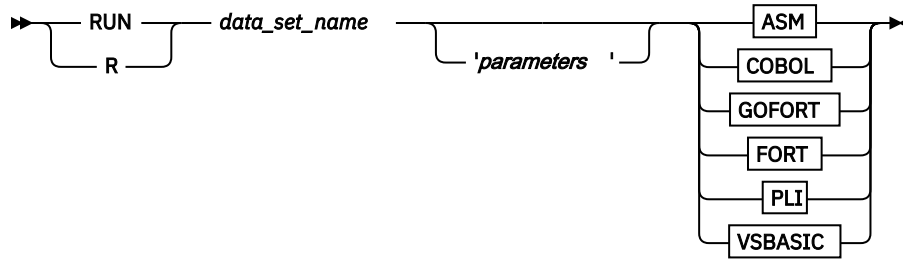 RUN data_set_name ASM
R 'parameters ' COBOL
GOFORT
FORT
PLI
VSBASIC